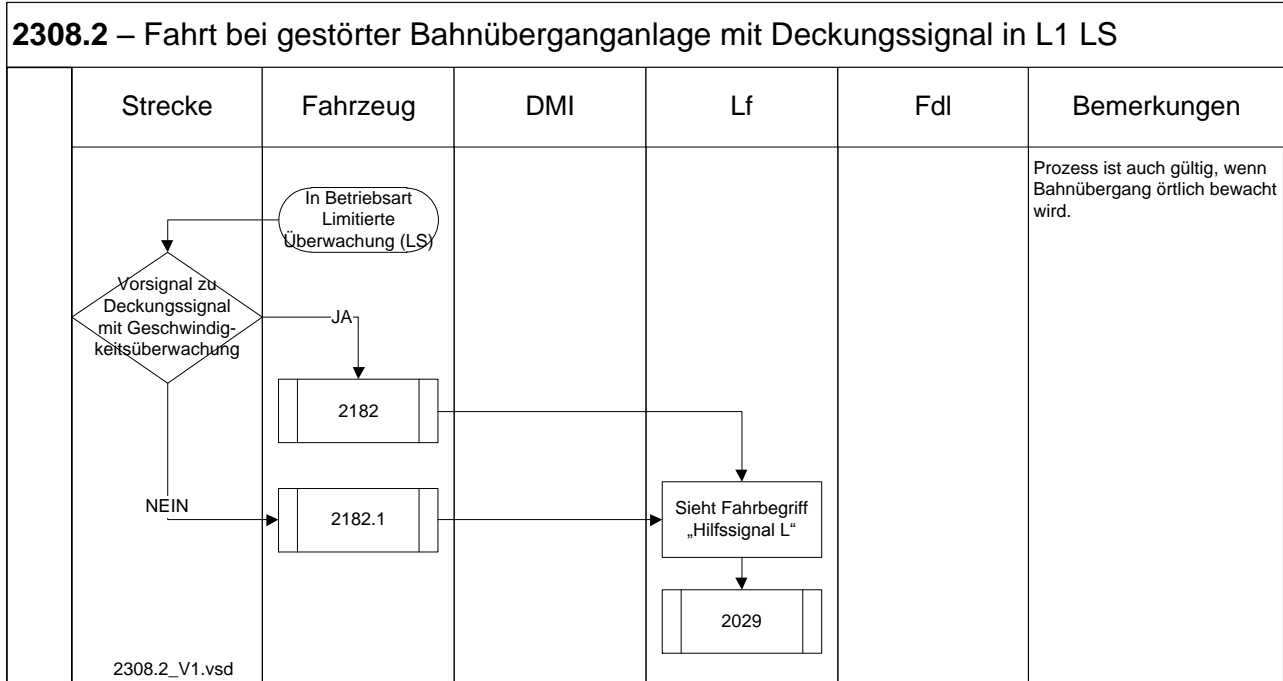 2308.2 – Fahrt bei gestörter Bahnüberganganlage mit Deckungssignal in L1 LS
Strecke
Fahrzeug
DMI
Lf
Fdl
Bemerkungen
Prozess ist auch gültig, wenn
Bahnübergang örtlich bewacht
wird.
In Betriebsart
Limitierte
Überwachung (LS)
Vorsignal zu
Deckungssignal
mit Geschwindig-
keitsüberwachung
JA
2182
NEIN
2182.1
Sieht Fahrbegriff
„Hilfssignal L“
2029
2308.2_V1.vsd